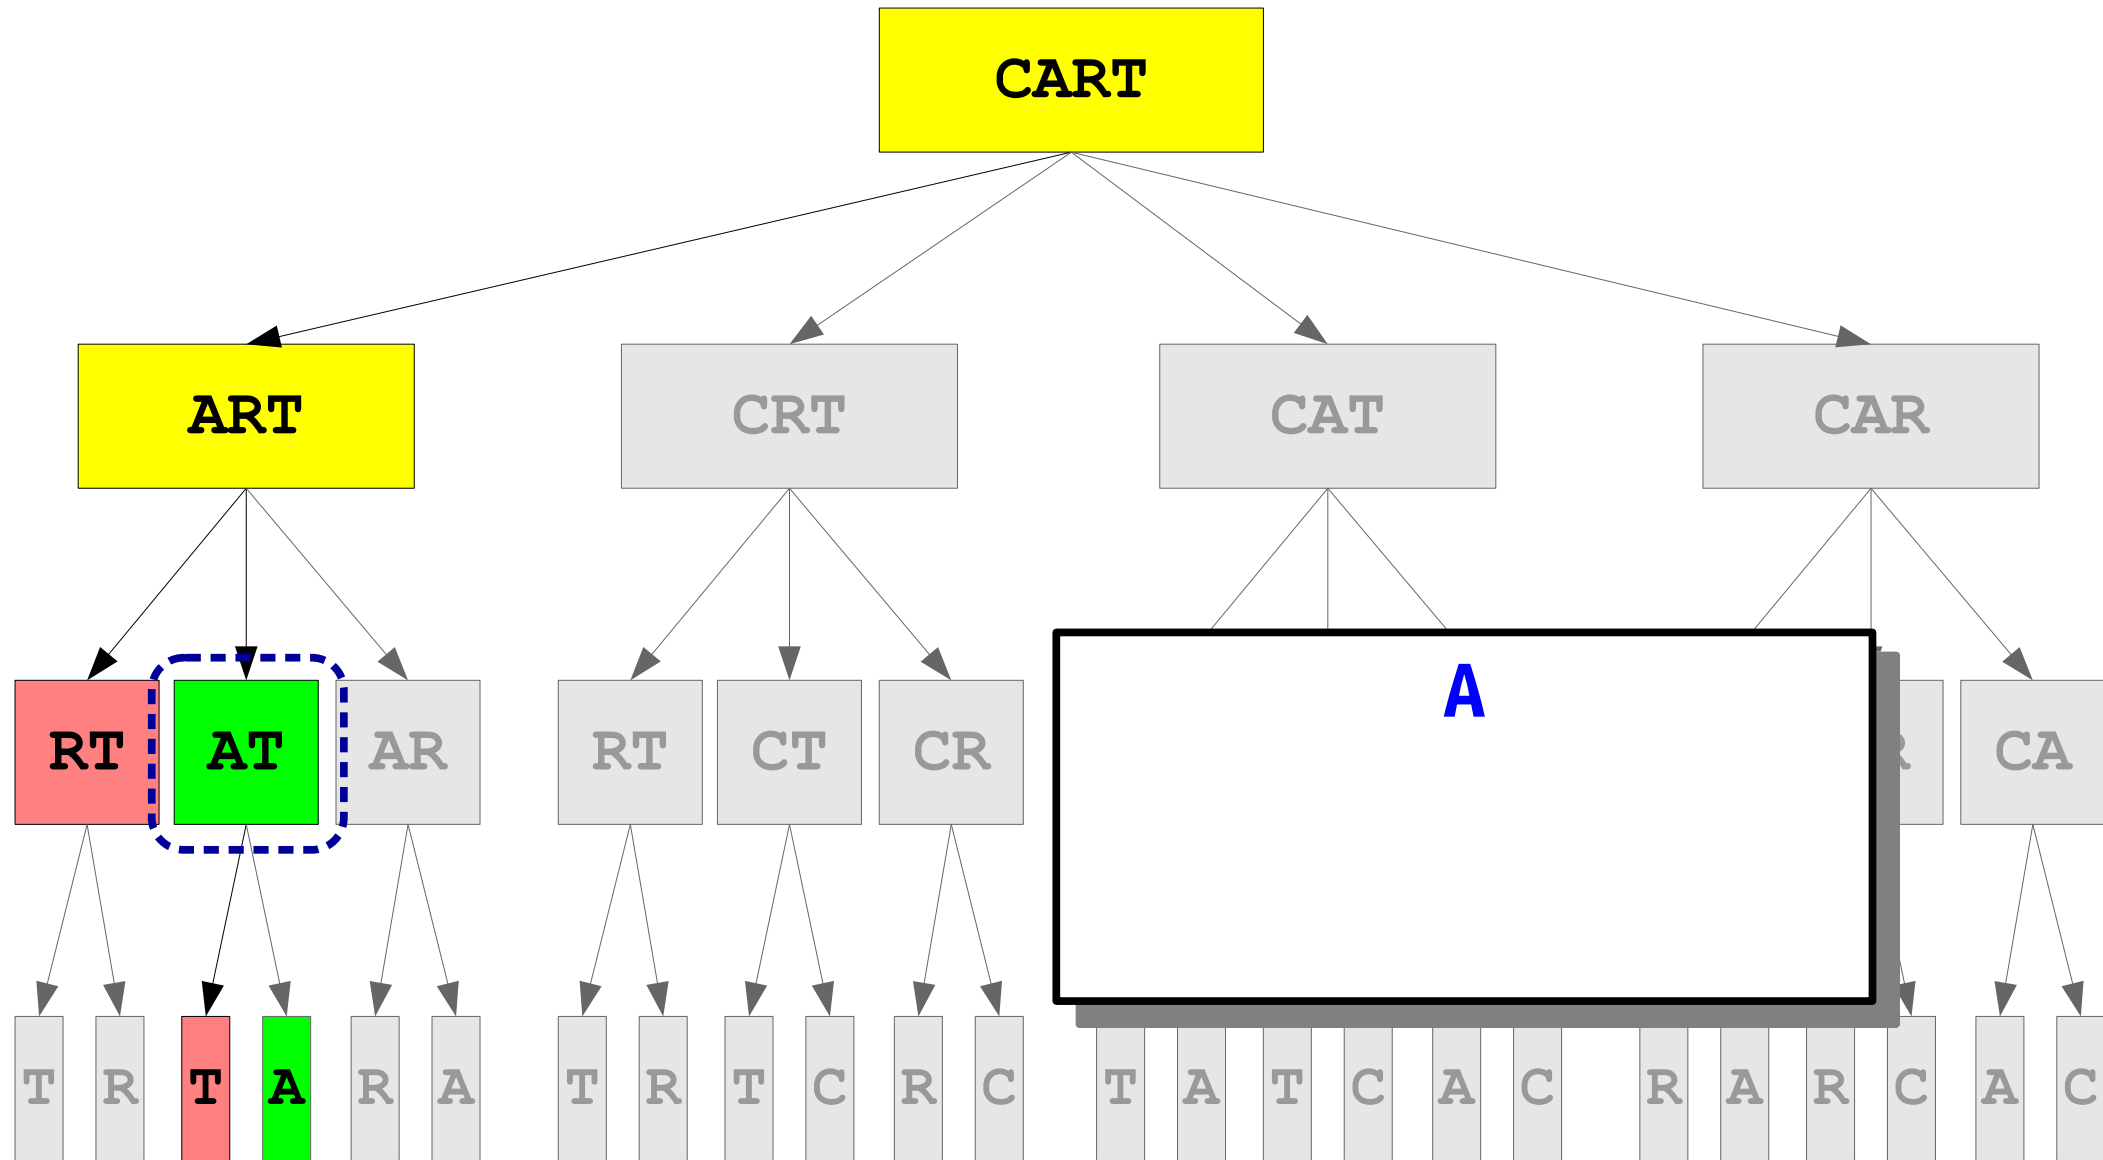 CART
ART CRT CAT CAR
A
RT AT AR RT CT CR CA
T R T A R A T R T C R C T A T C A C R A R C A C